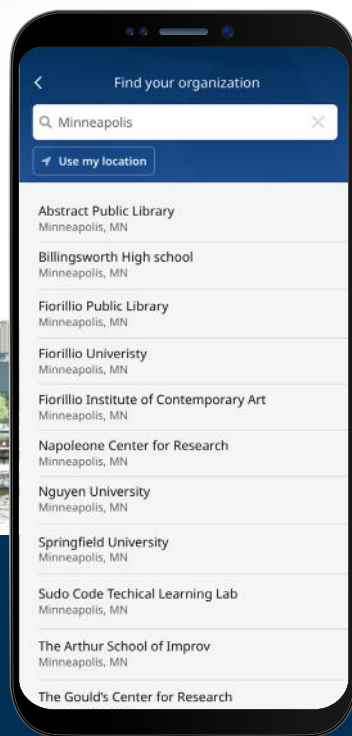 Find your organization
Minneapolis
Use my location
Abstract Public Library
Minneapolis, MN
Billingsworth High school
Minneapolis, MN
Fiorillio Public Library
Minneapolis, MN
Fiorillio Univeristy
Minneapolis, MN
Fiorillio Institute of Contemporary Art
Minneapolis, MN
Napoleone Center for Research
Minneapolis, MN
Nguyen University
Minneapolis, MN
Springfield University
Minneapolis, MN
Sudo Code Techical Learning Lab
Minneapolis, MN
The Arthur School of Improv
Minneapolis, MN
The Gould's Center for Research